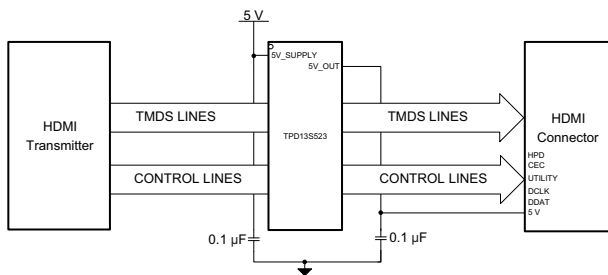 5 V
5V_SUPPLY
5V_OUT
HDMI
Transmitter
TMDS LINES
TPD13S523
TMDS LINES
HDMI
Connector
CONTROL LINES
CONTROL LINES
HPD
CEC
UTILITY
DCLK
DDAT
5 V
0.1 µF
0.1 µF